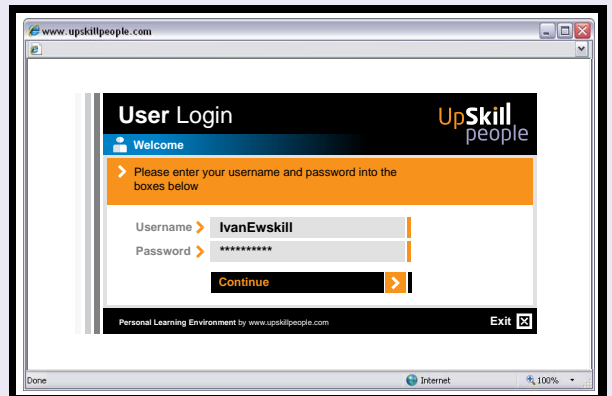 www.upskillpeople.com
User Login
UpSkill
people
Welcome
Please enter your username and password into the
boxes below
Username IvanEwskill
Password **********
Continue
Personal Learning Environment by www.upskillpeople.com
Exit
Done Internet 100%